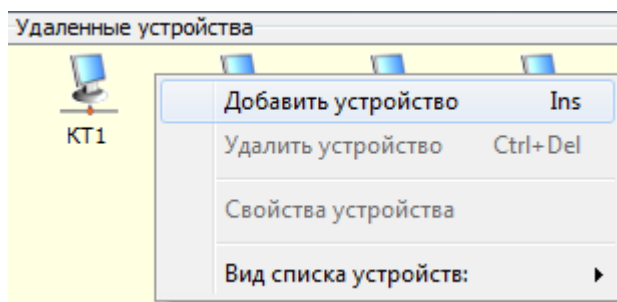 Удаленные устройства
КТ1
Добавить устройство Ins
Удалить устройство Ctrl+Del
Свойства устройства
Вид списка устройств: